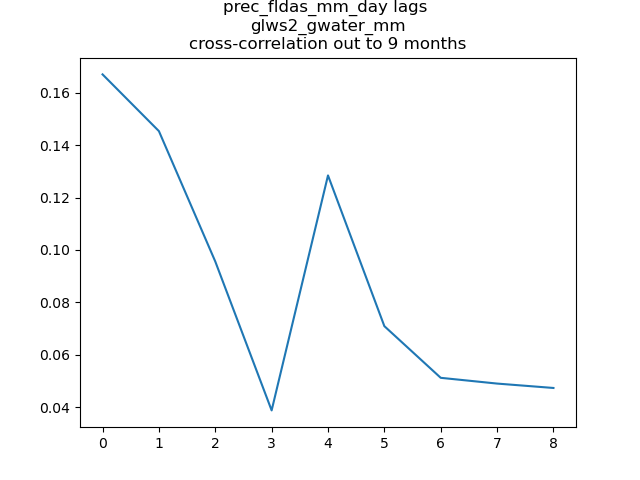 prec_fldas_mm_day lags
glws2_gwater_mm
cross-correlation out to 9 months
0.16
0.14
0.12
0.10
0.08
0.06
0.04
0 1 2 3 4 5 6 7 8